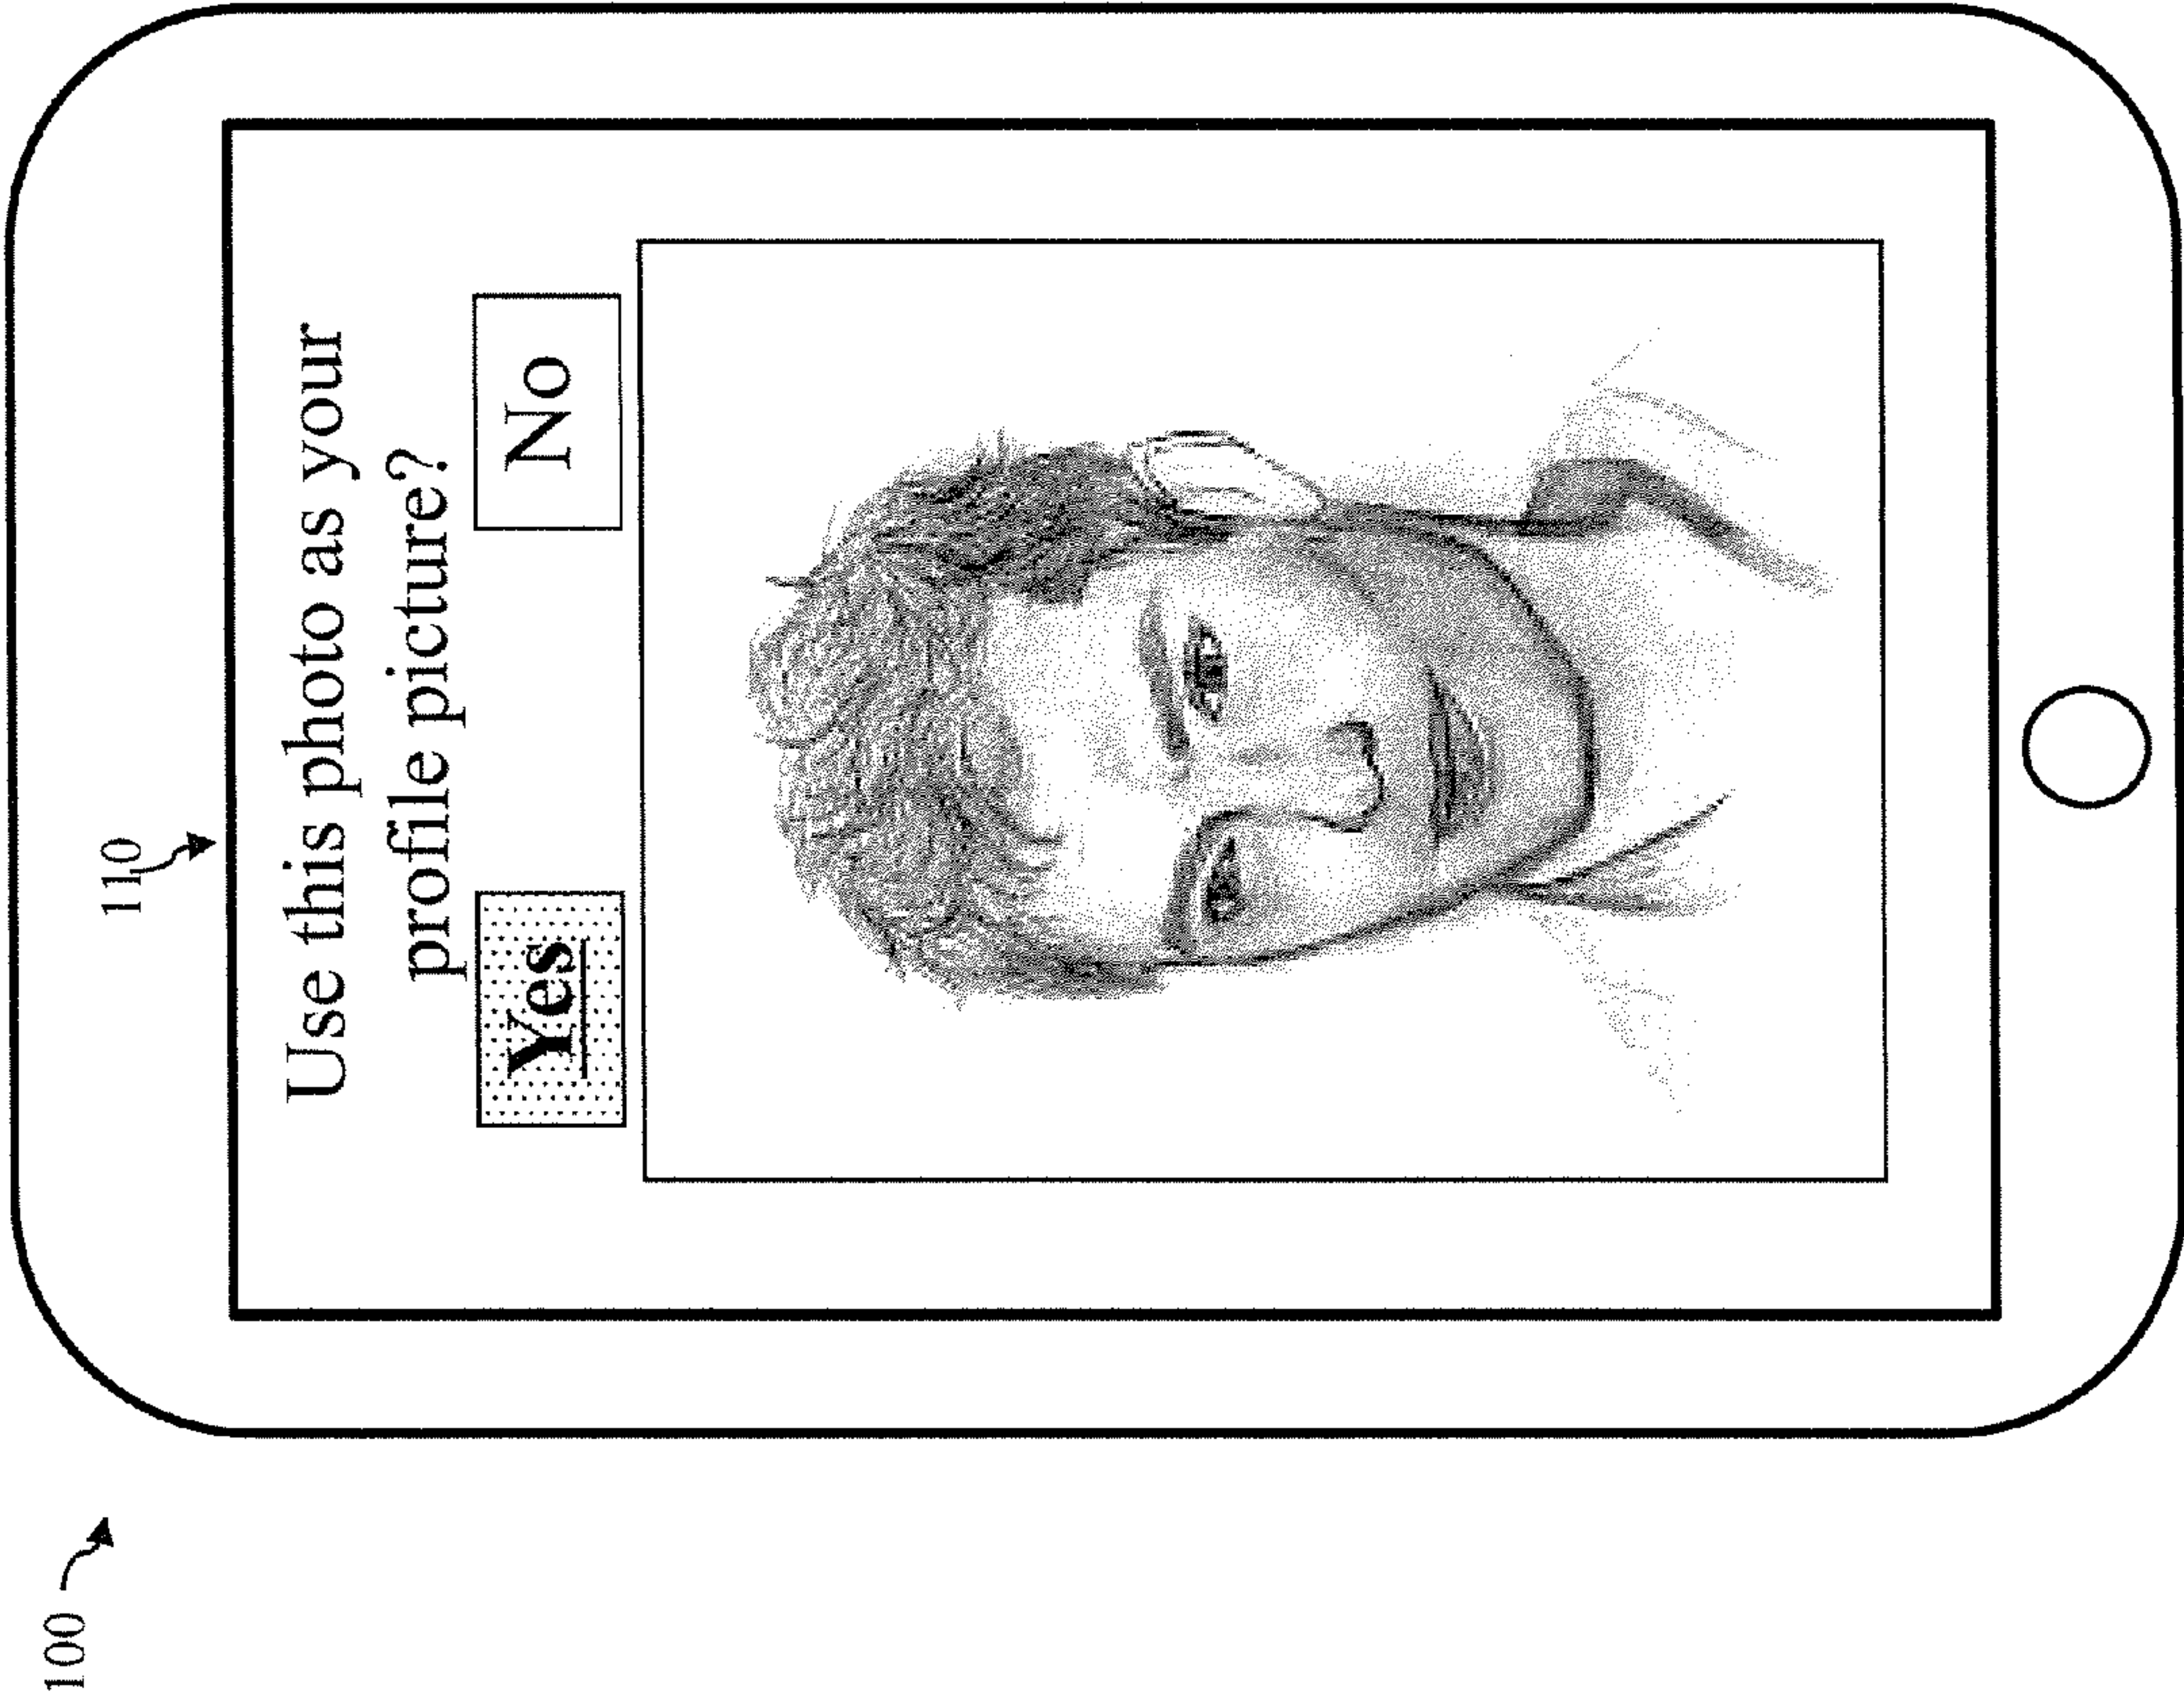 100
110
Use this photo as your
profile picture?
Yes
No